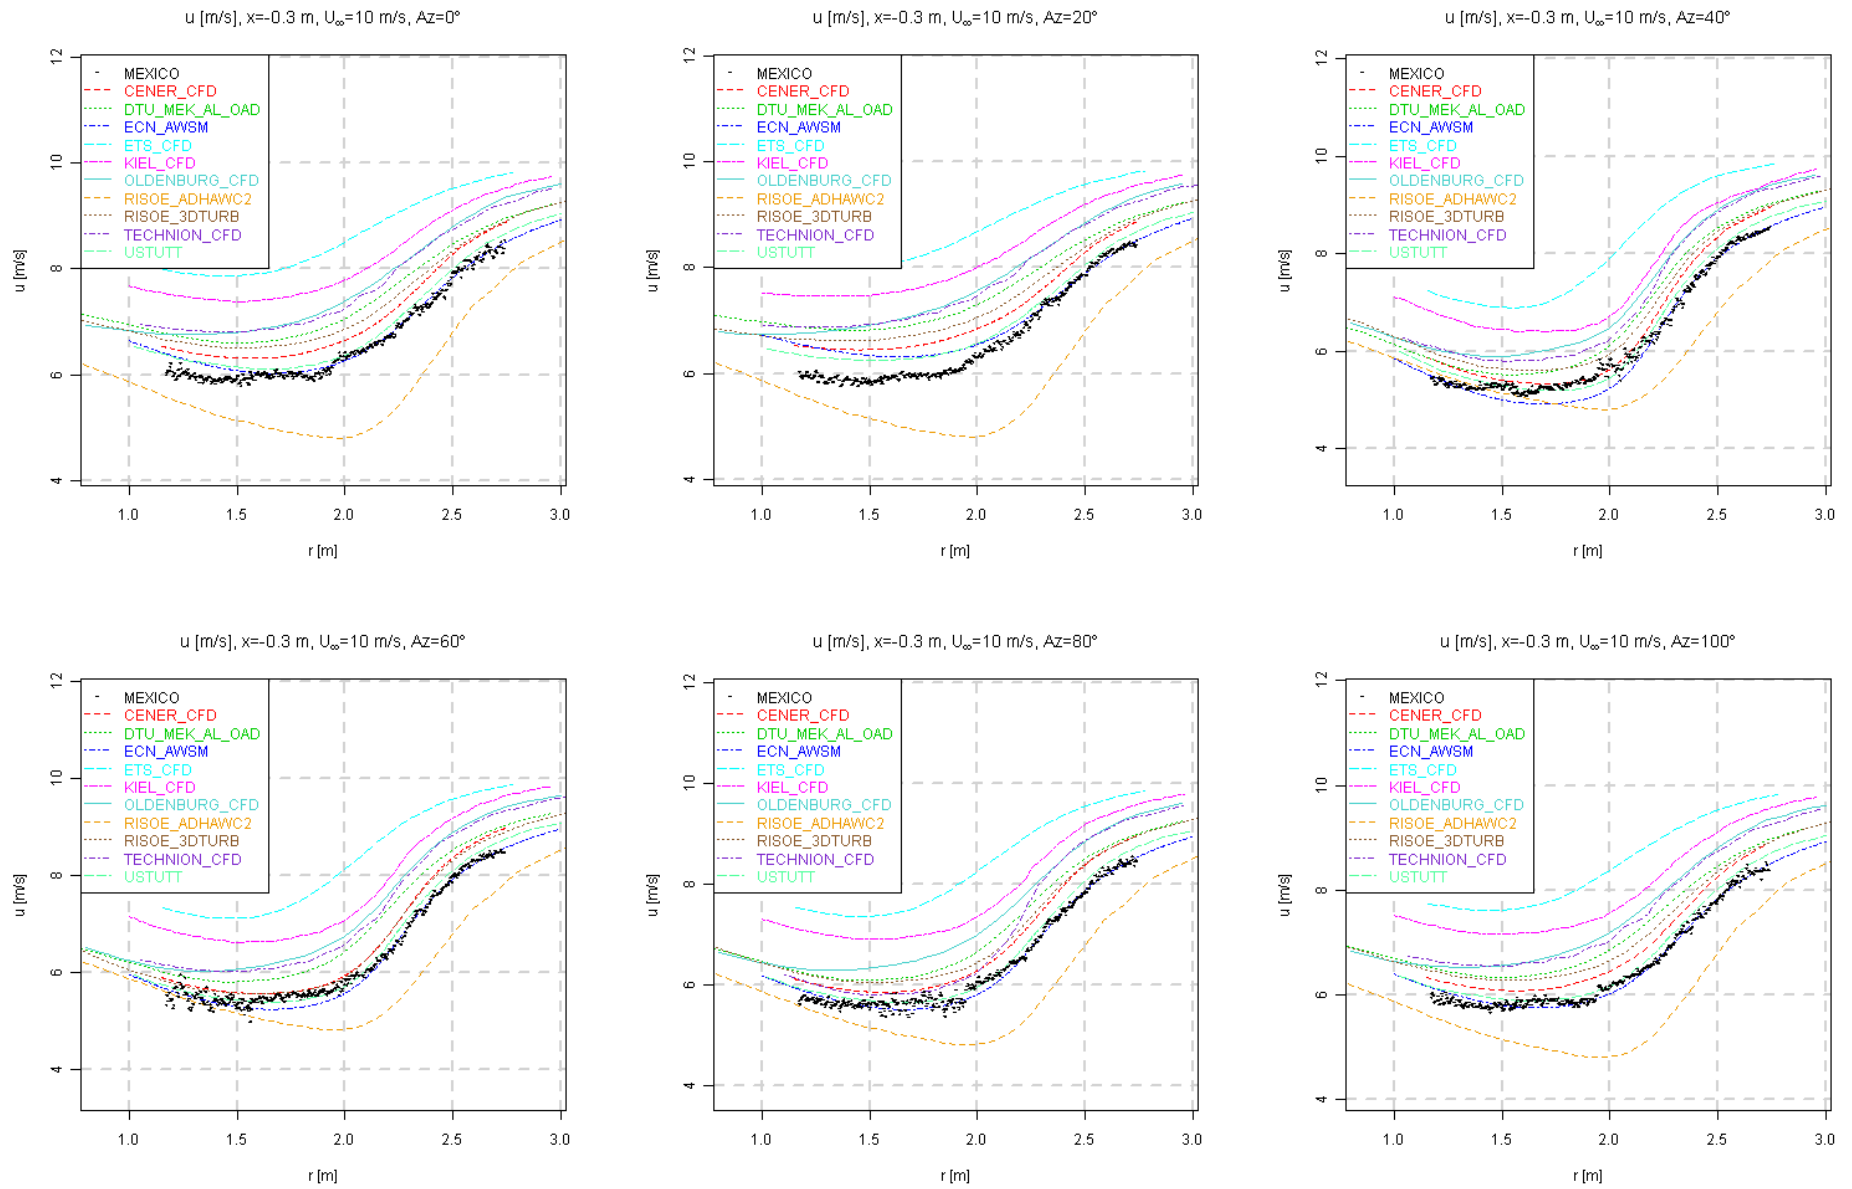 u [m/s], x=-0.3 m, U∞=10 m/s, Az=0°
12
10
8
6
4
u [m/s]
MEXICO
CENER_CFD
DTU_MEK_AL_OAD
ECN_AWSM
ETS_CFD
KIEL_CFD
OLDENBURG_CFD
RISOE_ADHAWC2
RISOE_3DTURB
TECHNION_CFD
USTUTT
1.0 1.5 2.0 2.5 3.0
r [m]
u [m/s], x=-0.3 m, U∞=10 m/s, Az=20°
12
10
8
6
4
u [m/s]
MEXICO
CENER_CFD
DTU_MEK_AL_OAD
ECN_AWSM
ETS_CFD
KIEL_CFD
OLDENBURG_CFD
RISOE_ADHAWC2
RISOE_3DTURB
TECHNION_CFD
USTUTT
1.0 1.5 2.0 2.5 3.0
r [m]
u [m/s], x=-0.3 m, U∞=10 m/s, Az=40°
12
10
8
6
4
u [m/s]
MEXICO
CENER_CFD
DTU_MEK_AL_OAD
ECN_AWSM
ETS_CFD
KIEL_CFD
OLDENBURG_CFD
RISOE_ADHAWC2
RISOE_3DTURB
TECHNION_CFD
USTUTT
1.0 1.5 2.0 2.5 3.0
r [m]
u [m/s], x=-0.3 m, U∞=10 m/s, Az=60°
12
10
8
6
4
u [m/s]
MEXICO
CENER_CFD
DTU_MEK_AL_OAD
ECN_AWSM
ETS_CFD
KIEL_CFD
OLDENBURG_CFD
RISOE_ADHAWC2
RISOE_3DTURB
TECHNION_CFD
USTUTT
1.0 1.5 2.0 2.5 3.0
r [m]
u [m/s], x=-0.3 m, U∞=10 m/s, Az=80°
12
10
8
6
4
u [m/s]
MEXICO
CENER_CFD
DTU_MEK_AL_OAD
ECN_AWSM
ETS_CFD
KIEL_CFD
OLDENBURG_CFD
RISOE_ADHAWC2
RISOE_3DTURB
TECHNION_CFD
USTUTT
1.0 1.5 2.0 2.5 3.0
r [m]
u [m/s], x=-0.3 m, U∞=10 m/s, Az=100°
12
10
8
6
4
u [m/s]
MEXICO
CENER_CFD
DTU_MEK_AL_OAD
ECN_AWSM
ETS_CFD
KIEL_CFD
OLDENBURG_CFD
RISOE_ADHAWC2
RISOE_3DTURB
TECHNION_CFD
USTUTT
1.0 1.5 2.0 2.5 3.0
r [m]